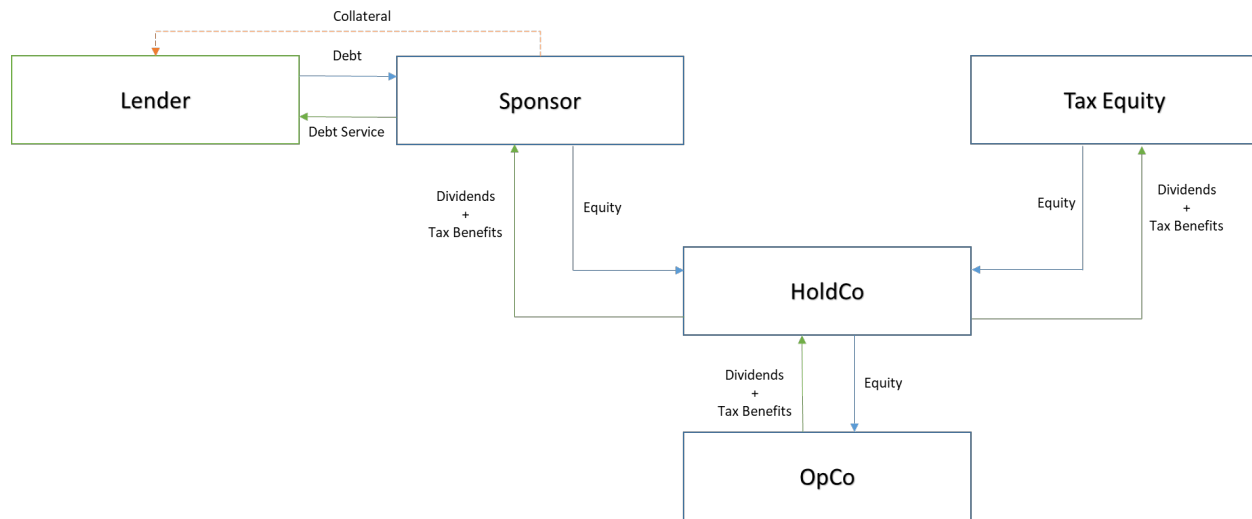 Collateral
Debt
Lender
Sponsor
Tax Equity
Debt Service
Dividends
+
Tax Benefits
Equity
Equity
Dividends
+
Tax Benefits
HoldCo
Dividends
+
Tax Benefits
Equity
OpCo